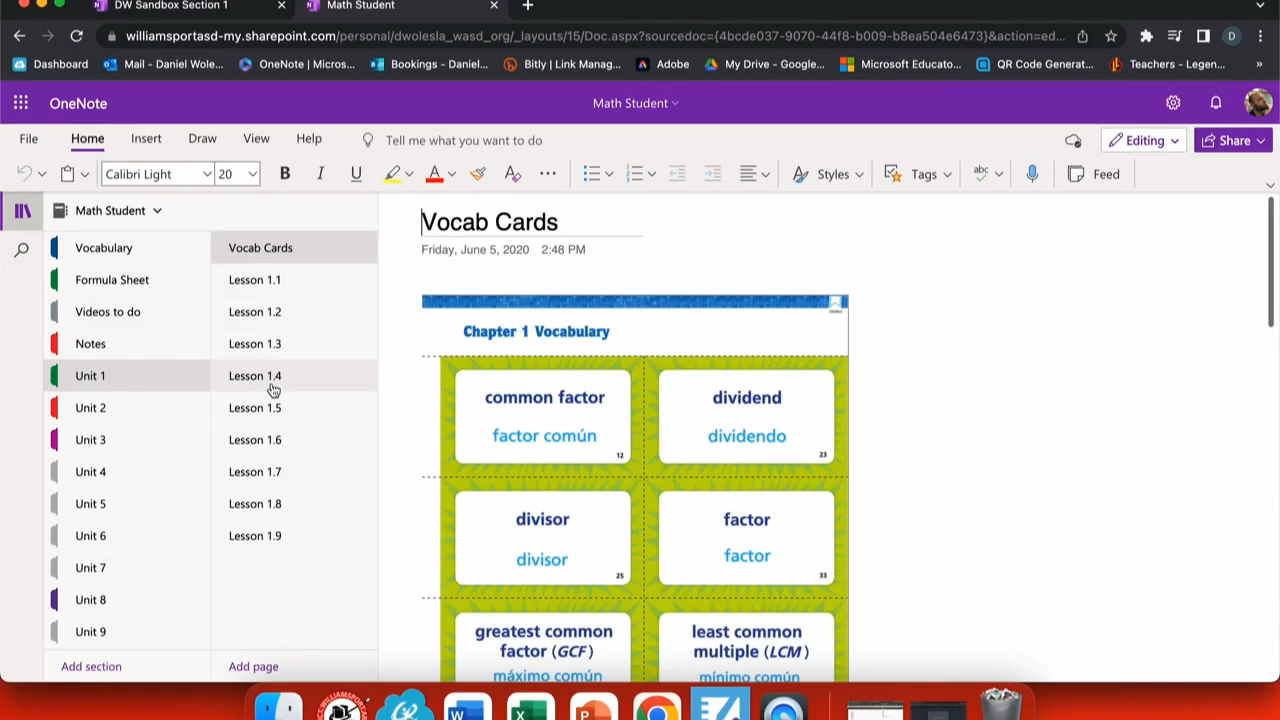 DW Sandbox Section 1
Math Student
williamsportasd-my.sharepoint.com/personal/dwolesla_wasd_org/_layouts/15/Doc.aspx?sourcedoc={4bcde037-9070-44f8-b009-b8ea504e6473}&action=ed...
D
Dashboard
Mail - Daniel Wole...
OneNote | Micros...
Bookings - Daniel...
Bitly | Link Manag...
Adobe
My Drive - Google...
Microsoft Educato...
QR Code Generat...
Teachers - Legen...
»
OneNote
Math Student
File
Home
Insert
Draw
View
Help
Tell me what you want to do
Editing
Share
Calibri Light
20
B
I
U
A
A
Styles
Tags
abc
Feed
Math Student
Vocabulary
Formula Sheet
Videos to do
Notes
Unit 1
Unit 2
Unit 3
Unit 4
Unit 5
Unit 6
Unit 7
Unit 8
Unit 9
Add section
Vocab Cards
Lesson 1.1
Lesson 1.2
Lesson 1.3
Lesson 1.4
Lesson 1.5
Lesson 1.6
Lesson 1.7
Lesson 1.8
Lesson 1.9
Add page
Vocab Cards
Friday, June 5, 2020 2:48 PM
Chapter 1 Vocabulary
common factor
factor común
12
dividend
dividendo
23
divisor
divisor
25
factor
factor
33
greatest common
factor (GCF)
máximo común
least common
multiple (LCM)
mínimo común
W
X
P